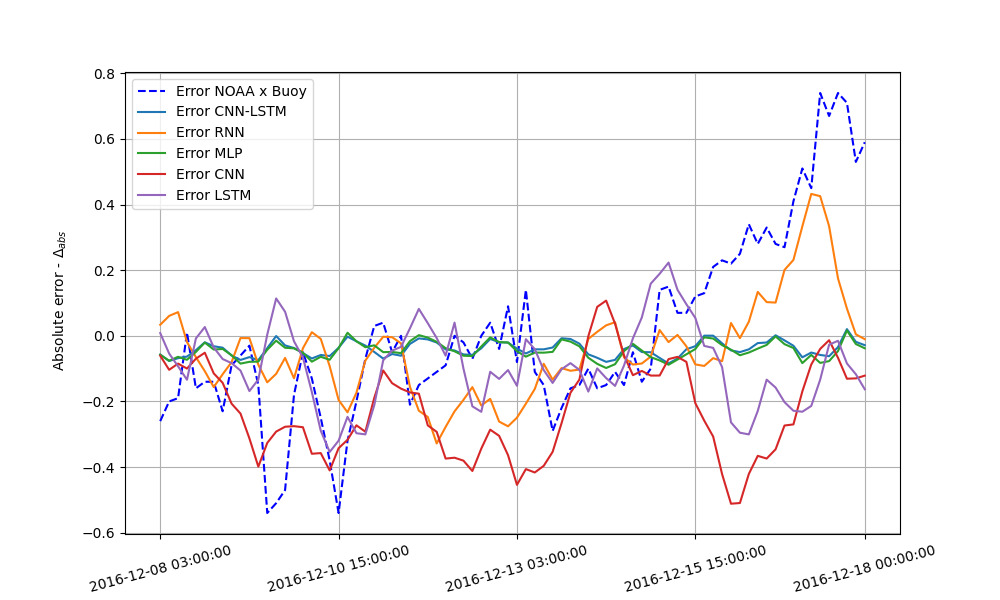 0.8
0.6
0.4
0.2
0.0
−0.2
−0.4
−0.6
Absolute error - Δabs
Error NOAA x Buoy
Error CNN-LSTM
Error RNN
Error MLP
Error CNN
Error LSTM
2016-12-08 03:00:00
2016-12-10 15:00:00
2016-12-13 03:00:00
2016-12-15 15:00:00
2016-12-18 00:00:00